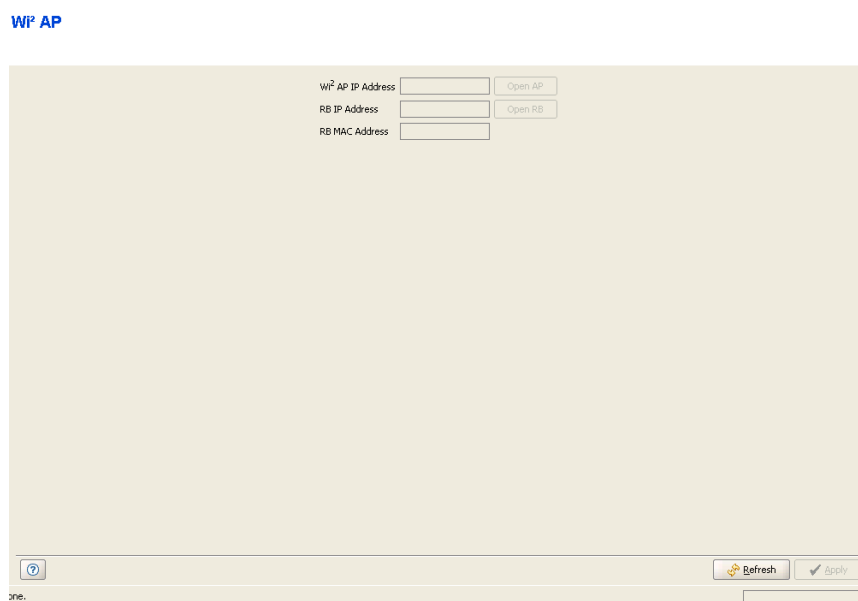 Wi² AP
Wi² AP IP Address Open AP
RB IP Address Open RB
RB MAC Address
? Refresh Apply
one.